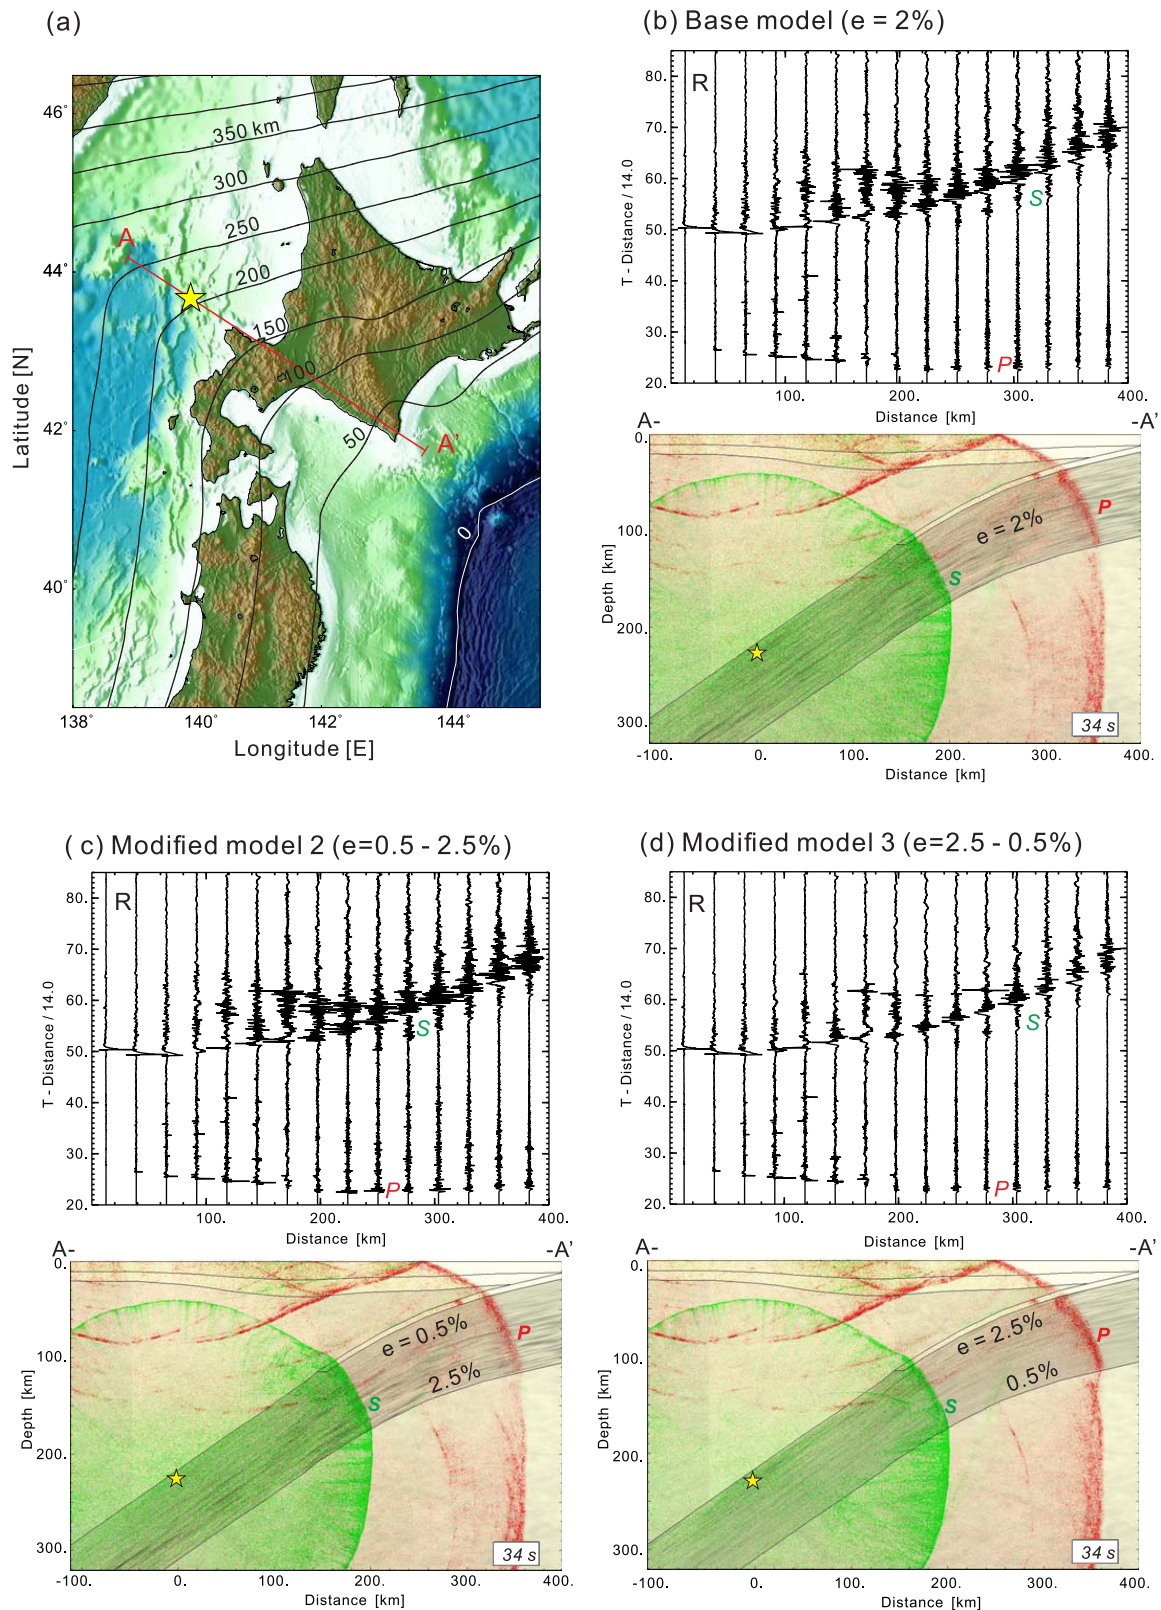 (a)
46°
44°
42°
40°
138°
140°
142°
144°
Latitude [N]
Longitude [E]
350 km
300
250
200
150
100
50
0
A
A'
(b) Base model (e = 2%)
R
80.
70.
60.
50.
40.
30.
20.
T - Distance / 14.0
S
P
100.
200.
300.
400.
Distance [km]
A-
-A'
0.
100.
200.
300.
Depth [km]
e = 2%
P
S
34 s
-100.
0.
100.
200.
300.
400.
Distance [km]
( c) Modified model 2 (e=0.5 - 2.5%)
R
80.
70.
60.
50.
40.
30.
20.
T - Distance / 14.0
S
P
100.
200.
300.
400.
Distance [km]
A-
-A'
0.
100.
200.
300.
Depth [km]
e = 0.5%
2.5%
P
S
34 s
-100.
0.
100.
200.
300.
400.
Distance [km]
(d) Modified model 3 (e=2.5 - 0.5%)
R
80.
70.
60.
50.
40.
30.
20.
T - Distance / 14.0
S
P
100.
200.
300.
400.
Distance [km]
A-
-A'
0.
100.
200.
300.
Depth [km]
e = 2.5%
0.5%
P
S
34 s
-100.
0.
100.
200.
300.
400.
Distance [km]